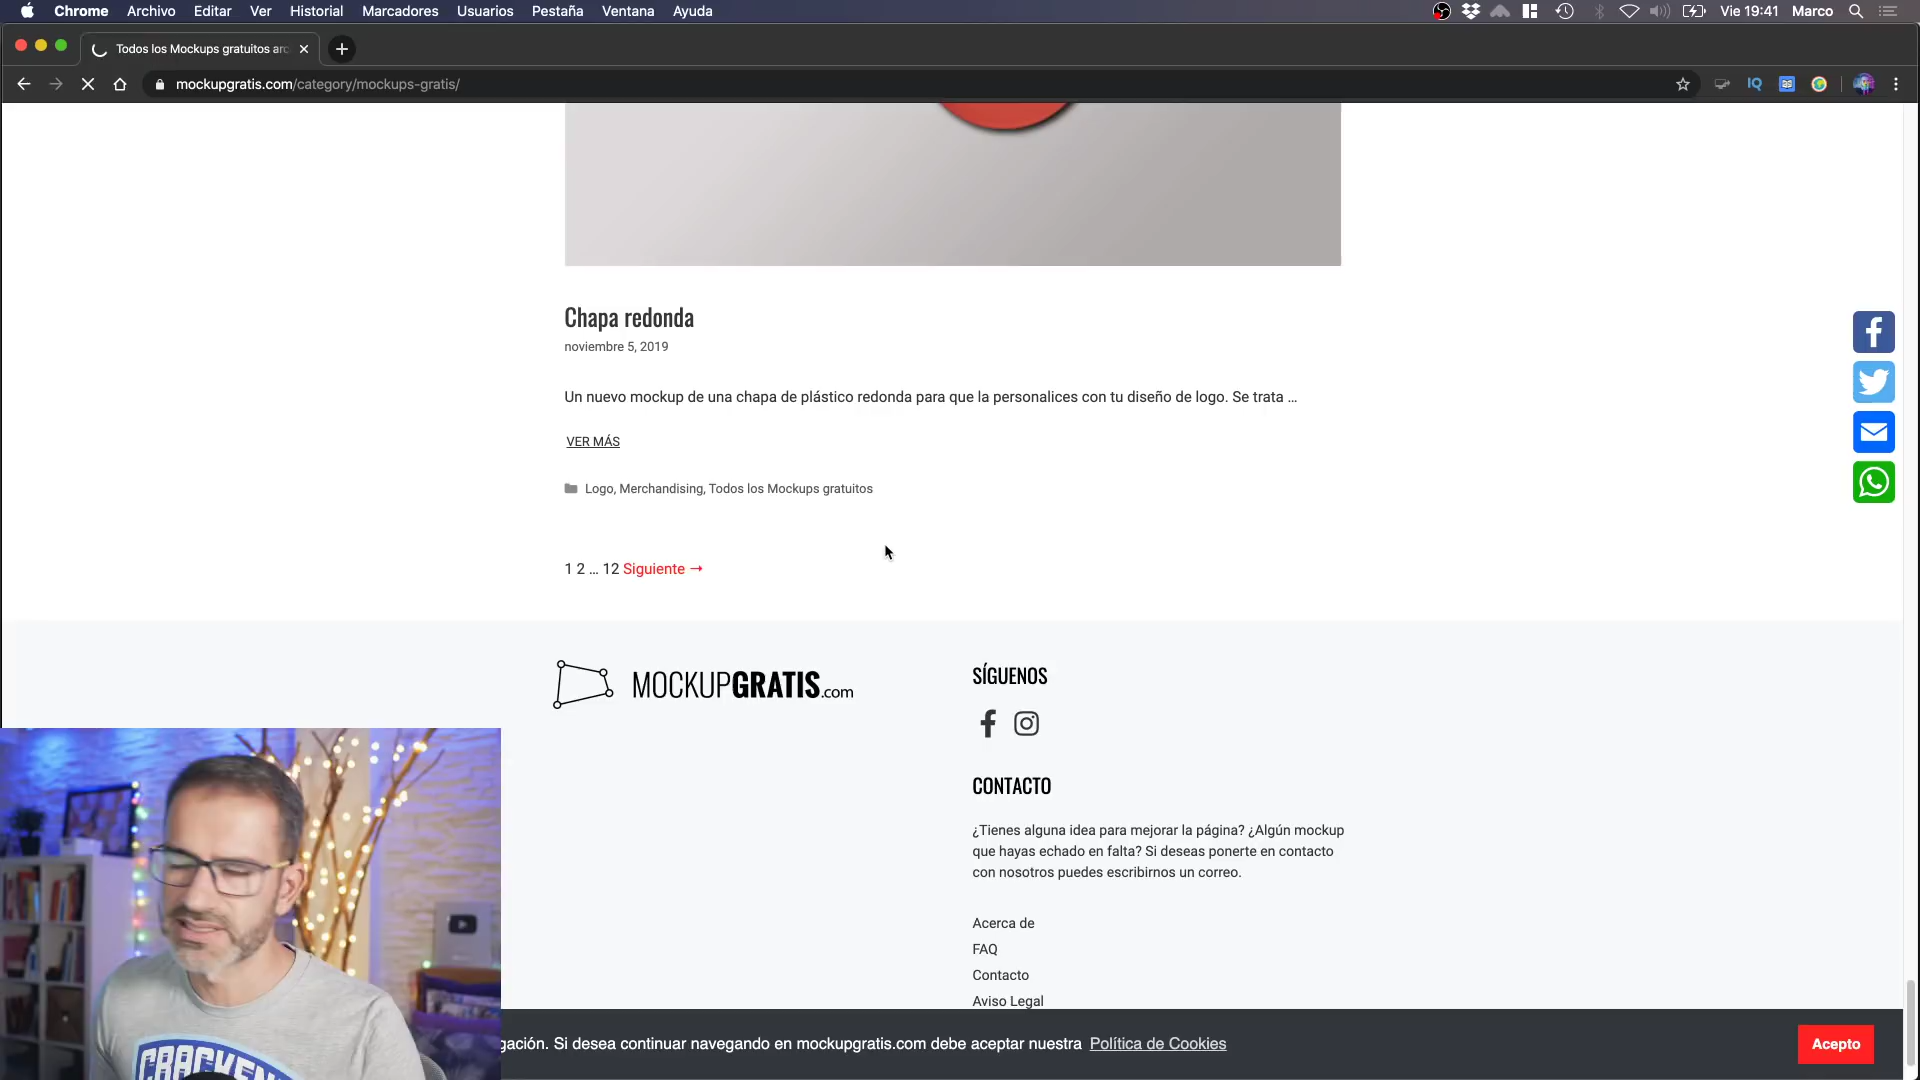 Chrome Archivo Editar Ver Historial Marcadores Usuarios Pestaña Ventana Ayuda Vie 19:41 Marco
Todos los Mockups gratuitos arc
mockupgratis.com/category/mockups-gratis/
IQ
Chapa redonda
noviembre 5, 2019
Un nuevo mockup de una chapa de plástico redonda para que la personalices con tu diseño de logo. Se trata ...
VER MÁS
Logo, Merchandising, Todos los Mockups gratuitos
1 2 ... 12 Siguiente →
MOCKUPGRATIS.com
SÍGUENOS
CONTACTO
¿Tienes alguna idea para mejorar la página? ¿Algún mockup
que hayas echado en falta? Si deseas ponerte en contacto
con nosotros puedes escribirnos un correo.
Acerca de
FAQ
Contacto
Aviso Legal
gación. Si desea continuar navegando en mockupgratis.com debe aceptar nuestra Política de Cookies
Acepto